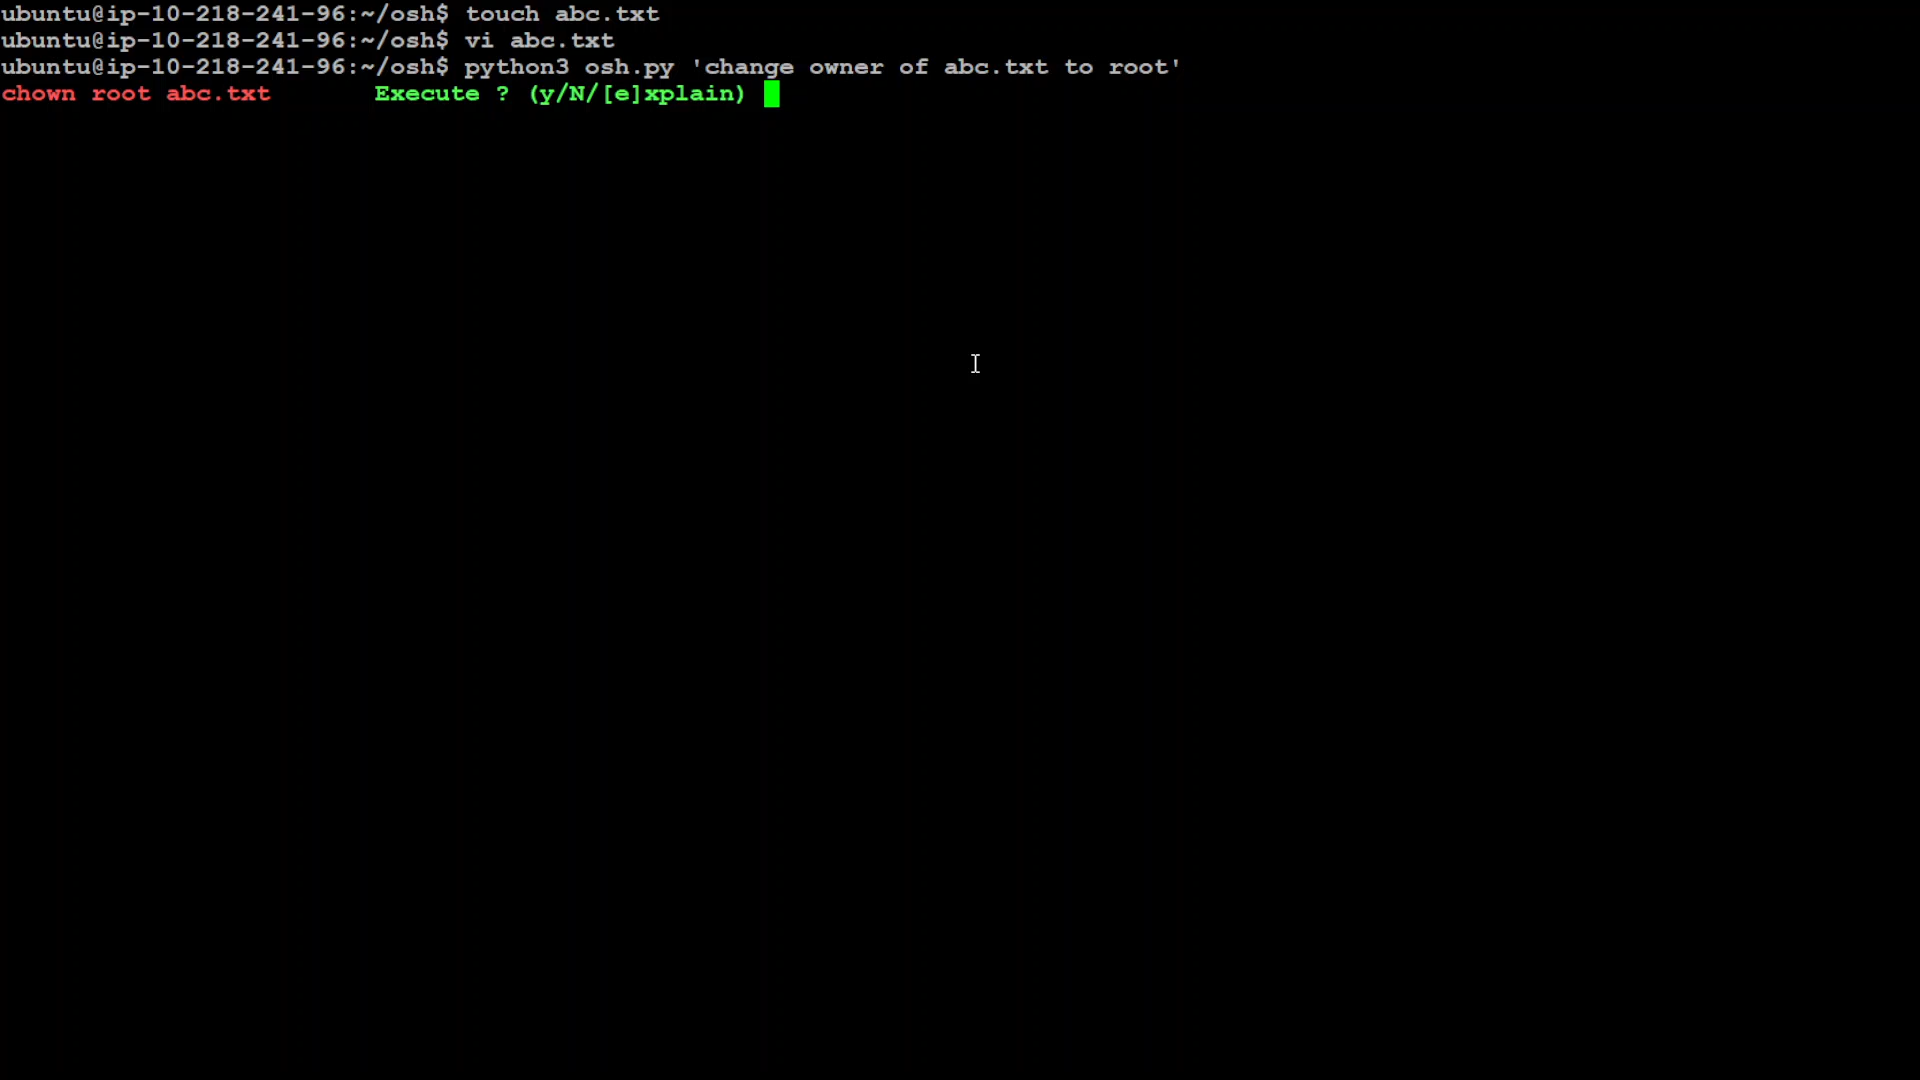 ubuntu@ip-10-218-241-96:~/osh$ touch abc.txt
ubuntu@ip-10-218-241-96:~/osh$ vi abc.txt
ubuntu@ip-10-218-241-96:~/osh$ python3 osh.py 'change owner of abc.txt to root'
chown root abc.txt       Execute ? (y/N/[e]xplain)